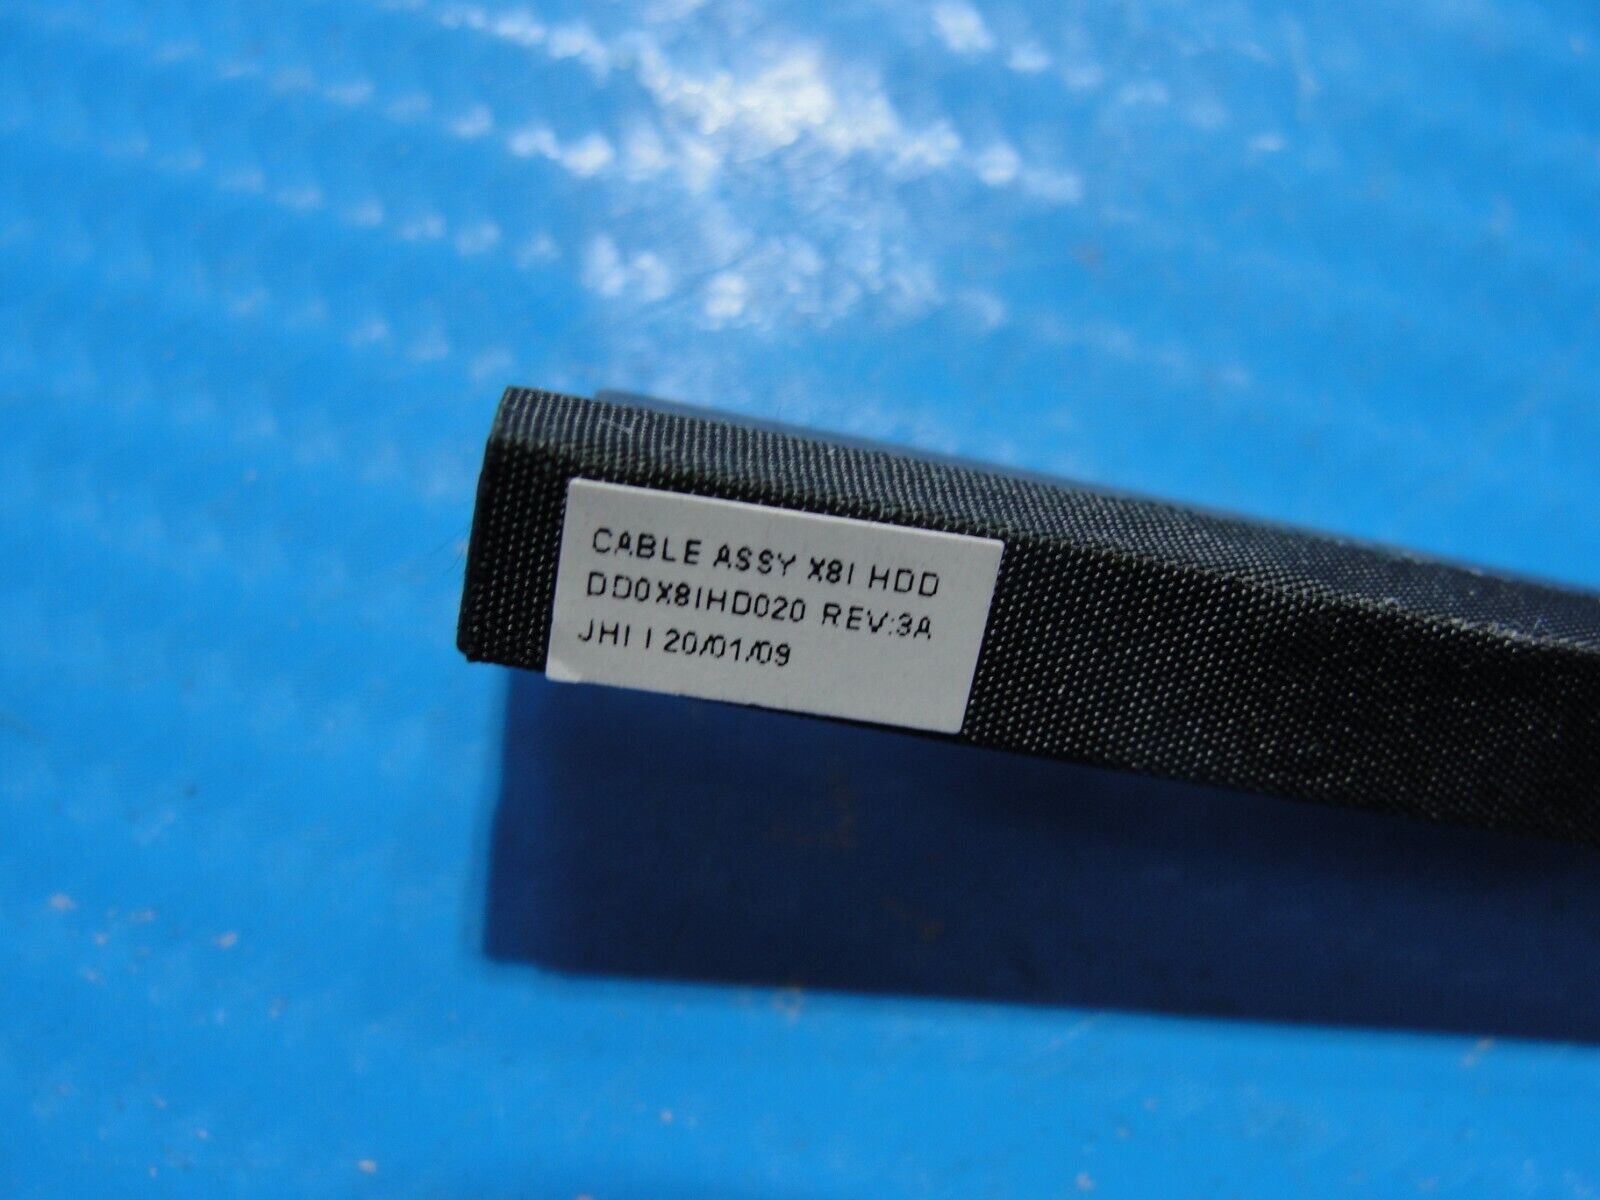 CABLE ASSY X8I HDD
DD0X8IHD020 REV:3A
JHI I 20/01/09